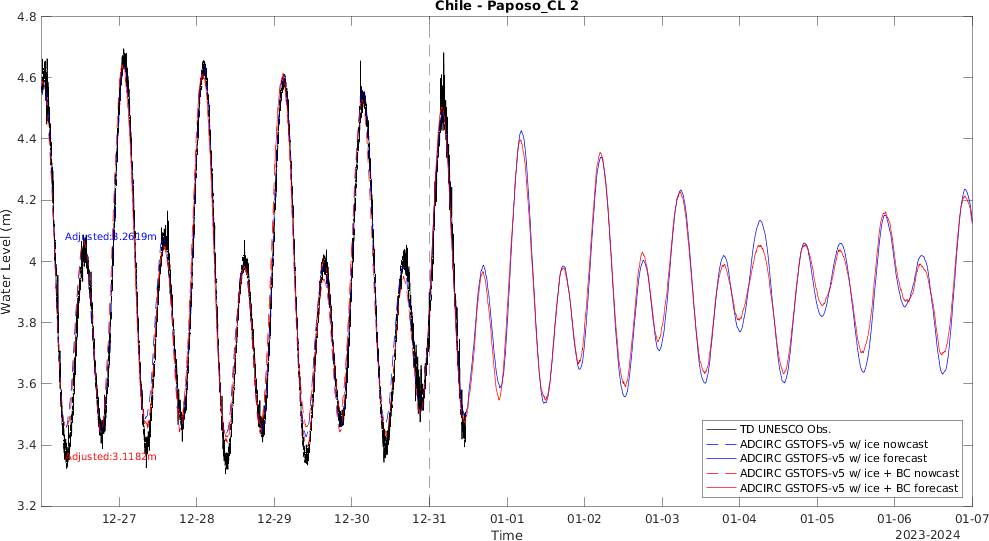 Chile - Paposo_CL 2
Water Level (m)
4.8
4.6
4.4
4.2
4
3.8
3.6
3.4
3.2
Adjusted:3.2619m
Adjusted:3.1182m
TD UNESCO Obs.
ADCIRC GSTOFS-v5 w/ ice nowcast
ADCIRC GSTOFS-v5 w/ ice forecast
ADCIRC GSTOFS-v5 w/ ice + BC nowcast
ADCIRC GSTOFS-v5 w/ ice + BC forecast
12-27 12-28 12-29 12-30 12-31 01-01 01-02 01-03 01-04 01-05 01-06 01-07
Time
2023-2024